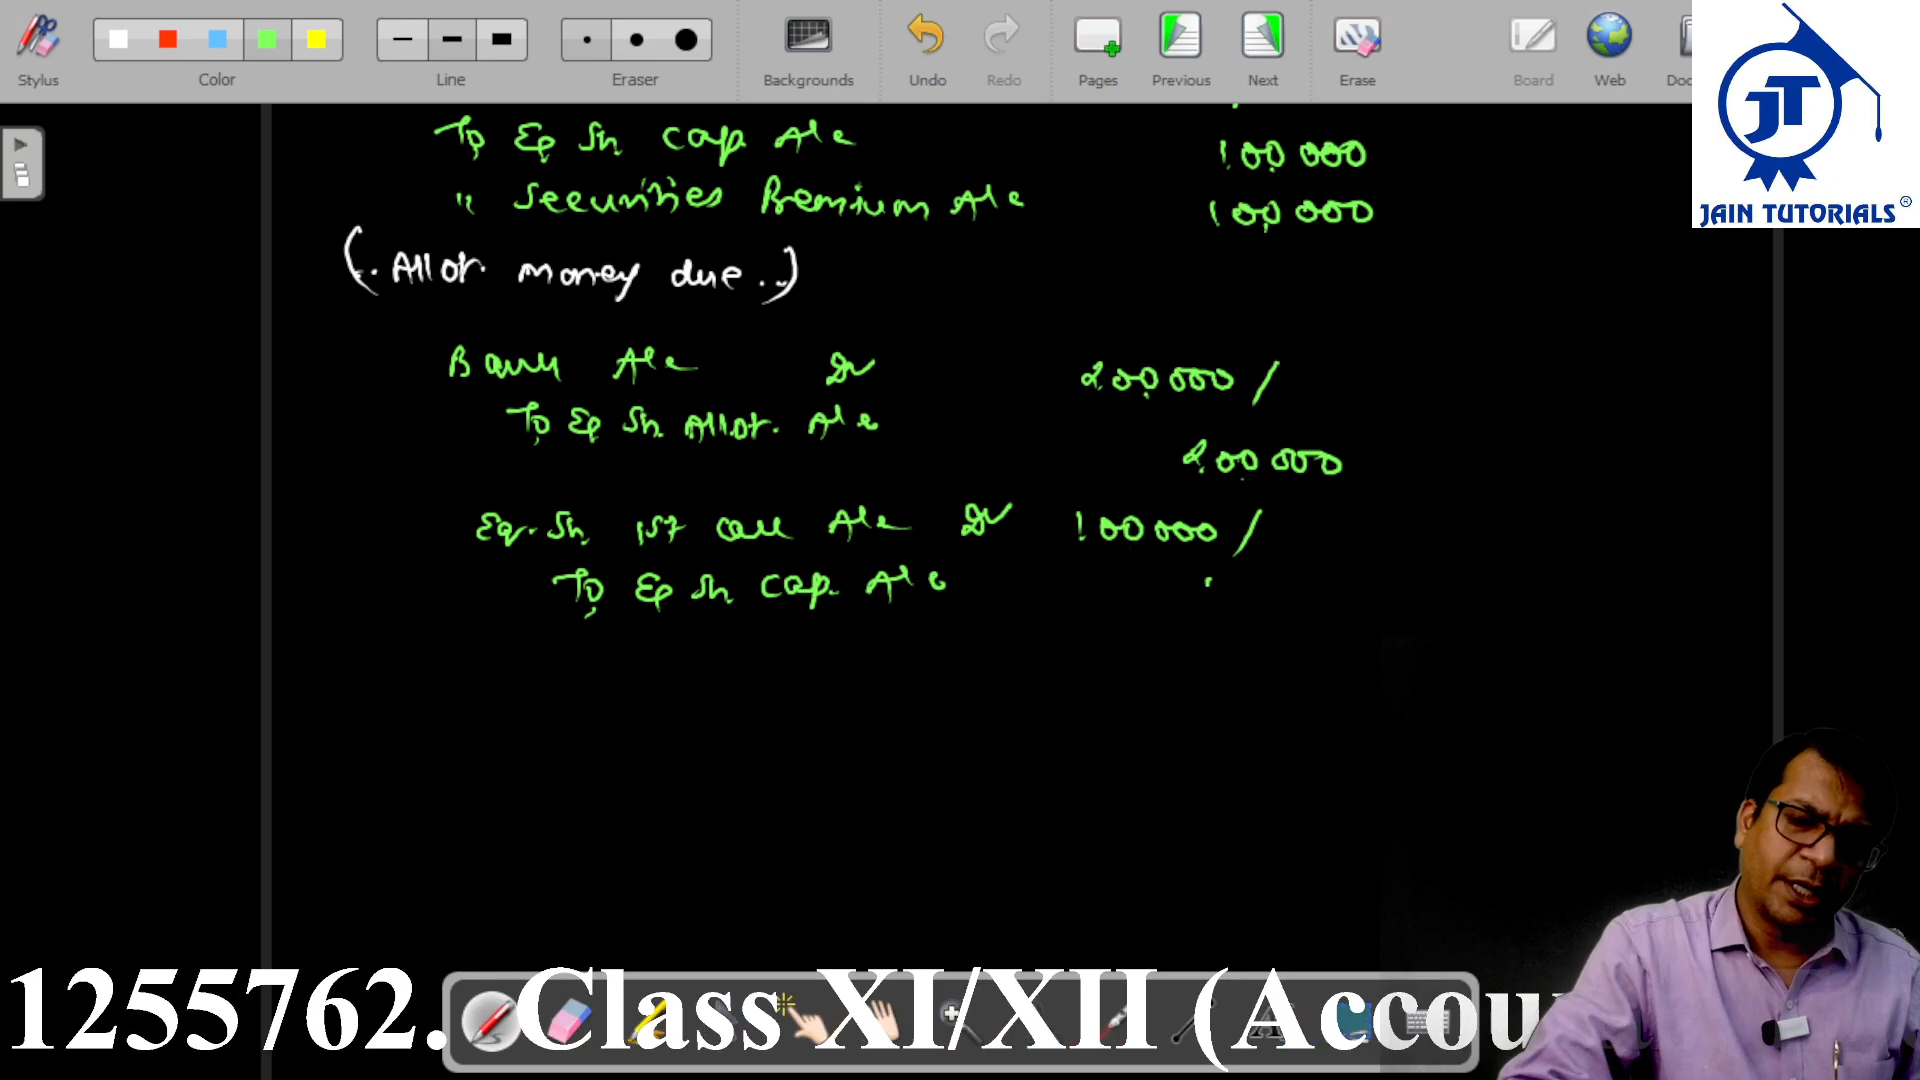 Stylus
Color
Line
Eraser
Backgrounds
Undo
Redo
Pages
Previous
Next
Erase
Board
Web
JT
JAIN TUTORIALS®
To Eq Sh Cap. A/c 1,00,000
" Securities Premium A/c 1,00,000
(. Allot. money due ..)
Bank A/c Dr 2,00,000 /
To Eq Sh. Allot. A/c 2,00,000
Eq. Sh. 1st call A/c Dr 100000 /
To Eq Sh Cap. A/c
1255762. Class XI/XII (Accou